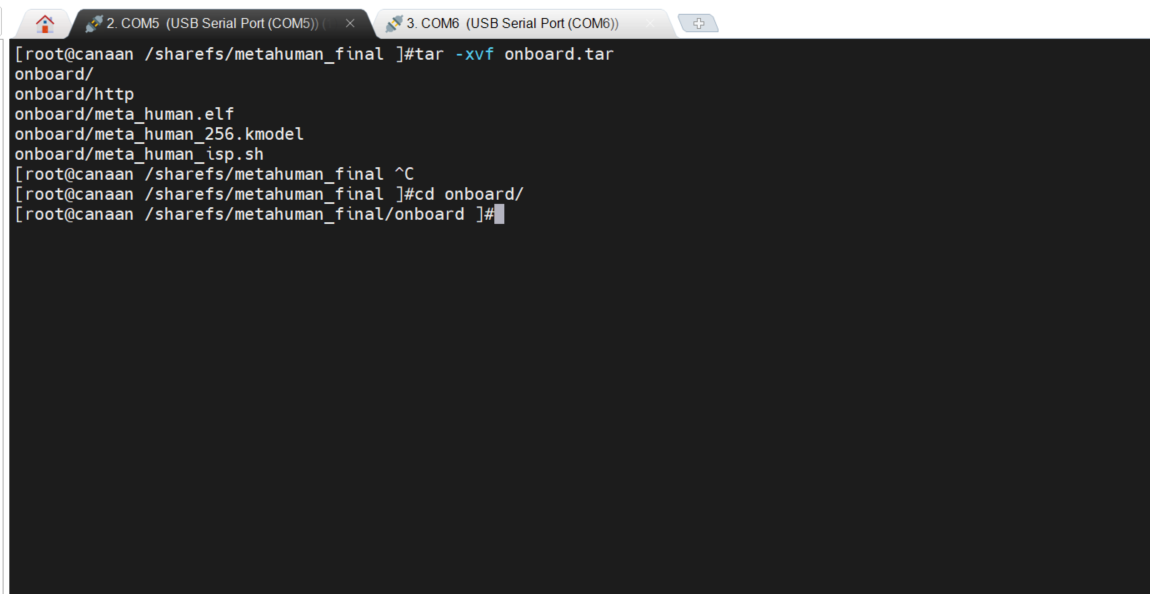 2. COM5 (USB Serial Port (COM5)) (
3. COM6 (USB Serial Port (COM6))
[root@canaan /sharefs/metahuman_final ]#tar -xvf onboard.tar
onboard/
onboard/http
onboard/meta_human.elf
onboard/meta_human_256.kmodel
onboard/meta_human_isp.sh
[root@canaan /sharefs/metahuman_final ^C
[root@canaan /sharefs/metahuman_final ]#cd onboard/
[root@canaan /sharefs/metahuman_final/onboard ]#